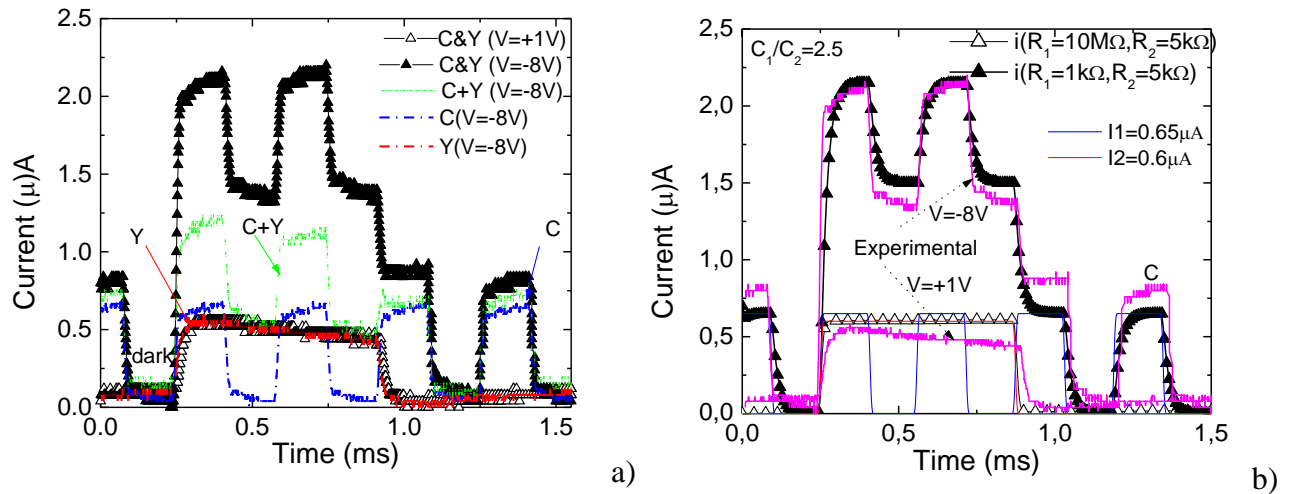 2.5
2.0
1.5
1.0
0.5
0.0
Current (μ)A
C&Y (V=+1V)
C&Y (V=-8V)
C+Y (V=-8V)
C(V=-8V)
Y(V=-8V)
Y
C+Y
C
dark
0.0 0.5 1.0 1.5
Time (ms)
a)
2,5
2,0
1,5
1,0
0,5
0,0
Current (μ)A
C1/C2=2.5
i(R1=10MΩ,R2=5kΩ)
i(R1=1kΩ,R2=5kΩ)
I1=0.65μA
I2=0.6μA
V=-8V
Experimental
V=+1V
C
0,0 0,5 1,0 1,5
Time (ms)
b)